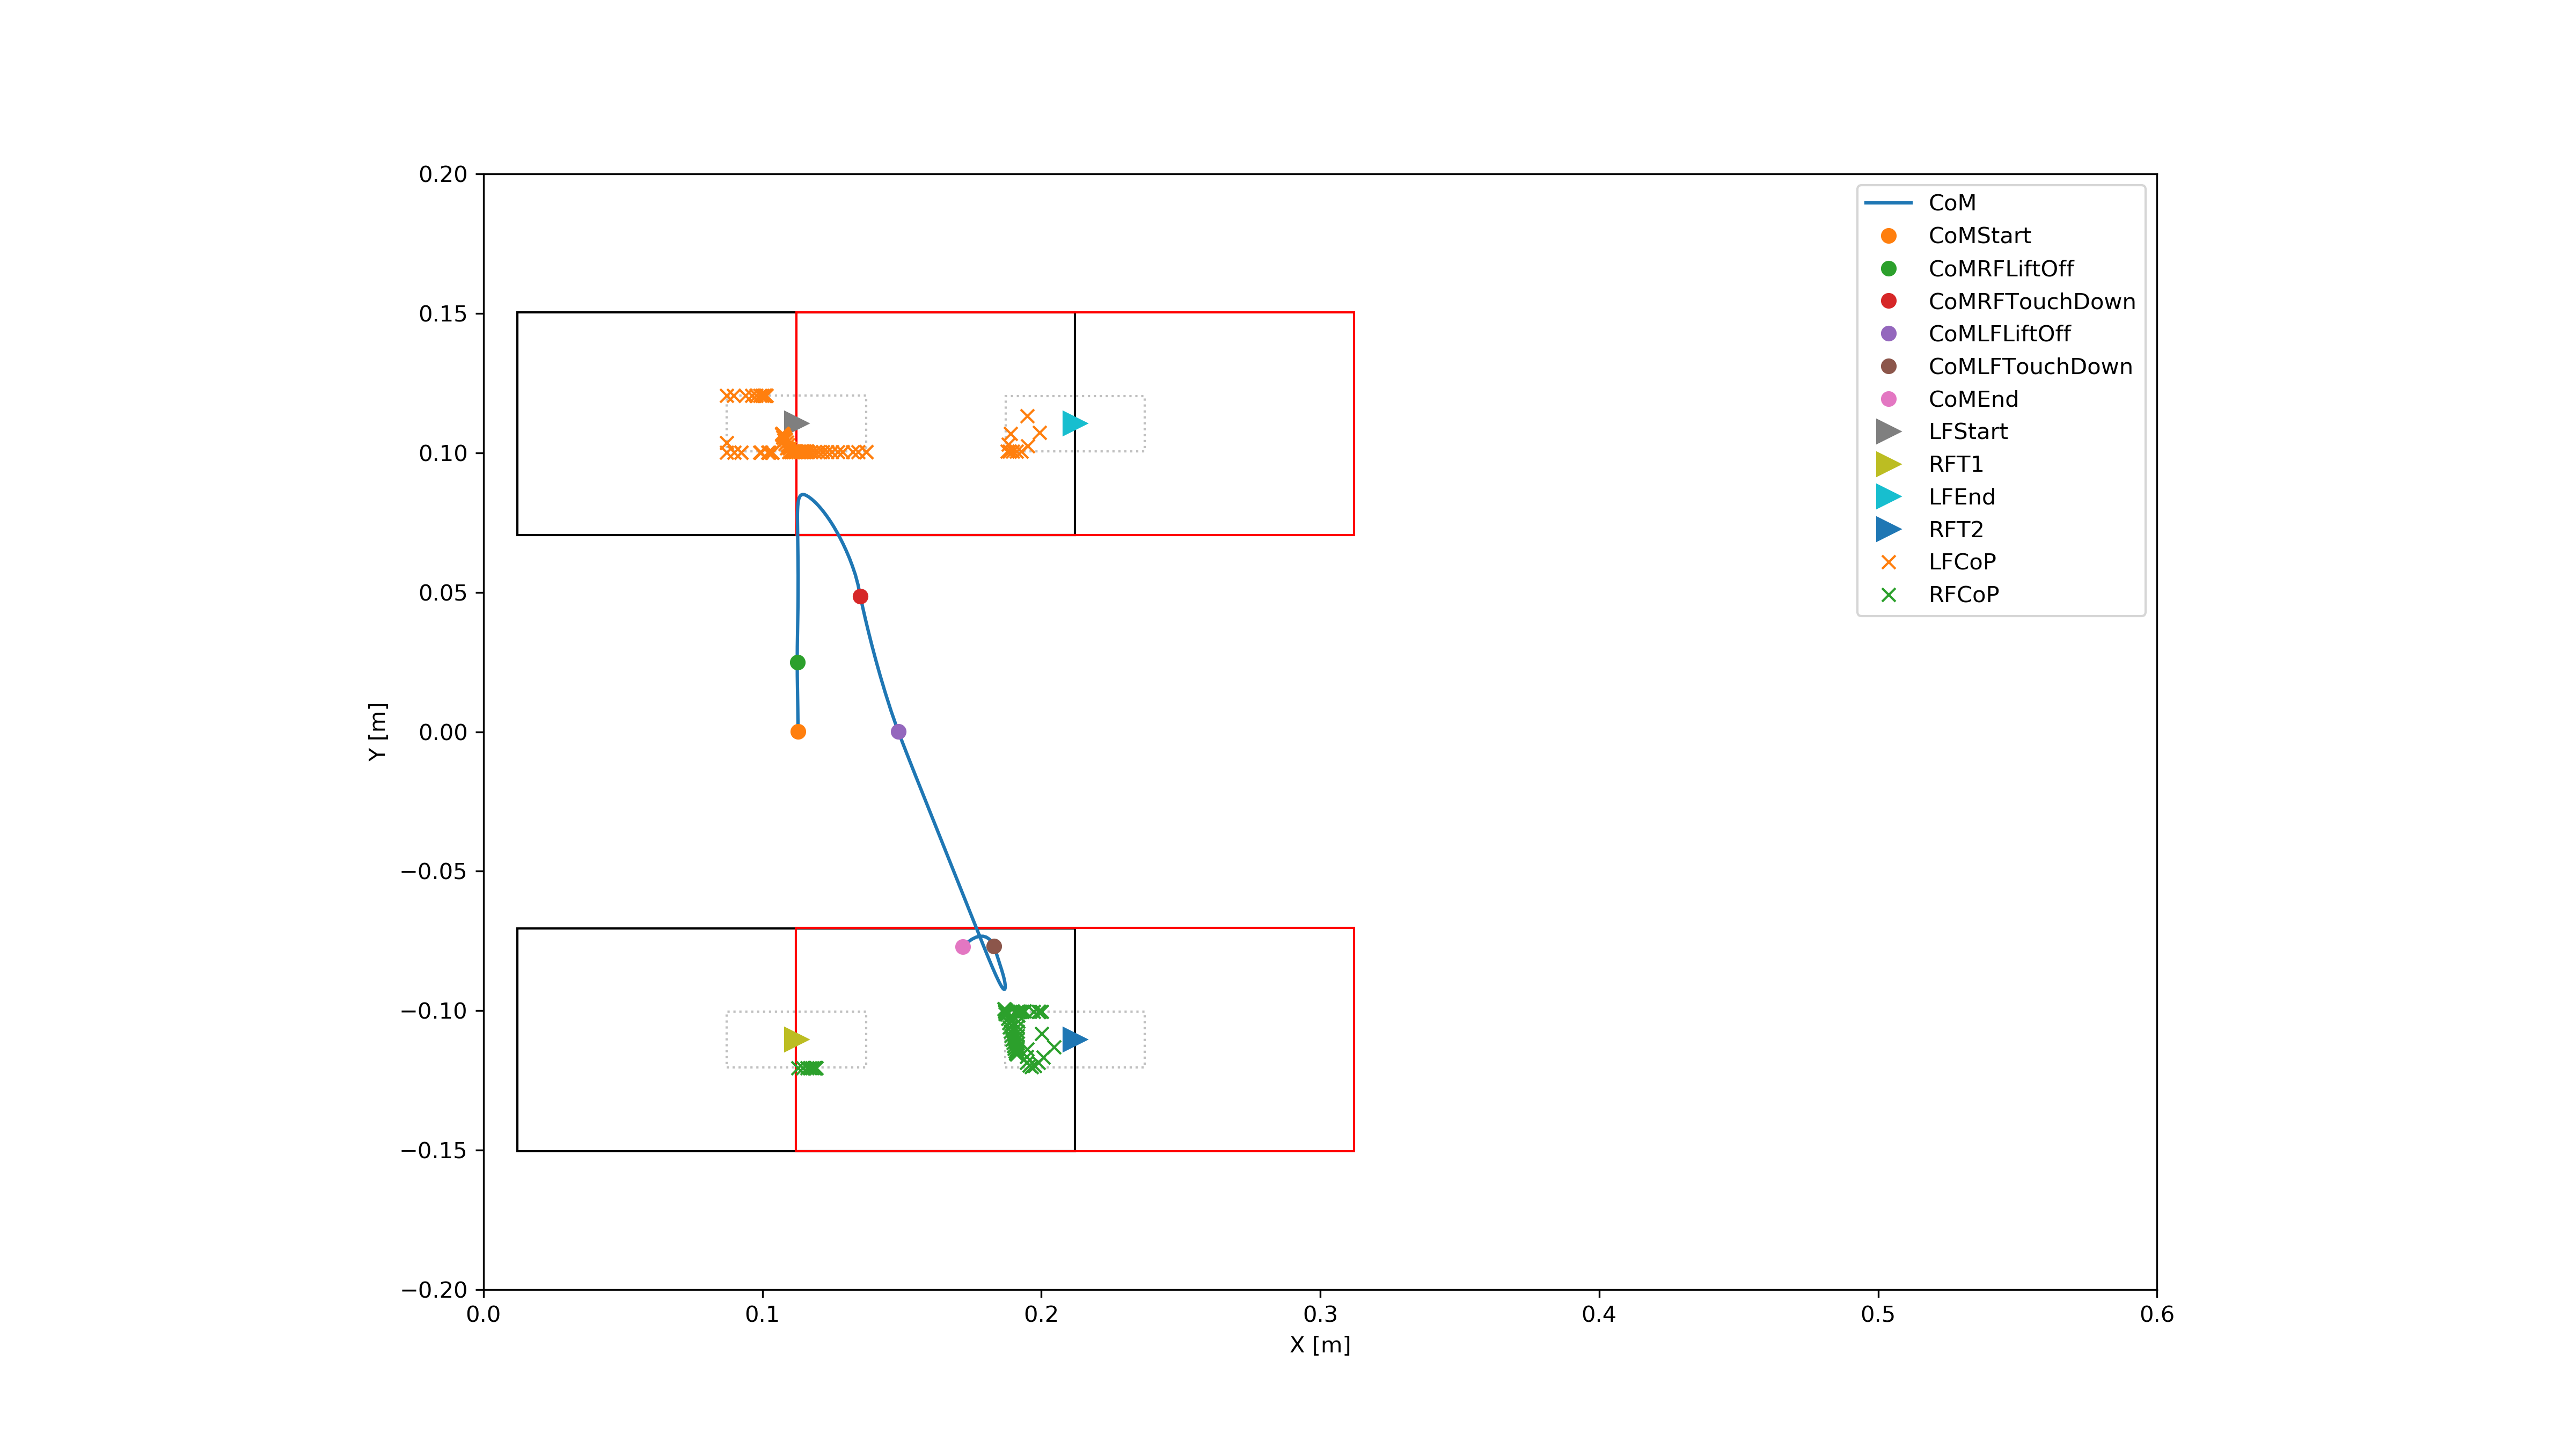 0.20
0.15
0.10
0.05
0.00
−0.05
−0.10
−0.15
−0.20
Y [m]
0.0 0.1 0.2 0.3 0.4 0.5 0.6
X [m]
CoM
CoMStart
CoMRFLiftOff
CoMRFTouchDown
CoMLFLiftOff
CoMLFTouchDown
CoMEnd
LFStart
RFT1
LFEnd
RFT2
LFCoP
RFCoP